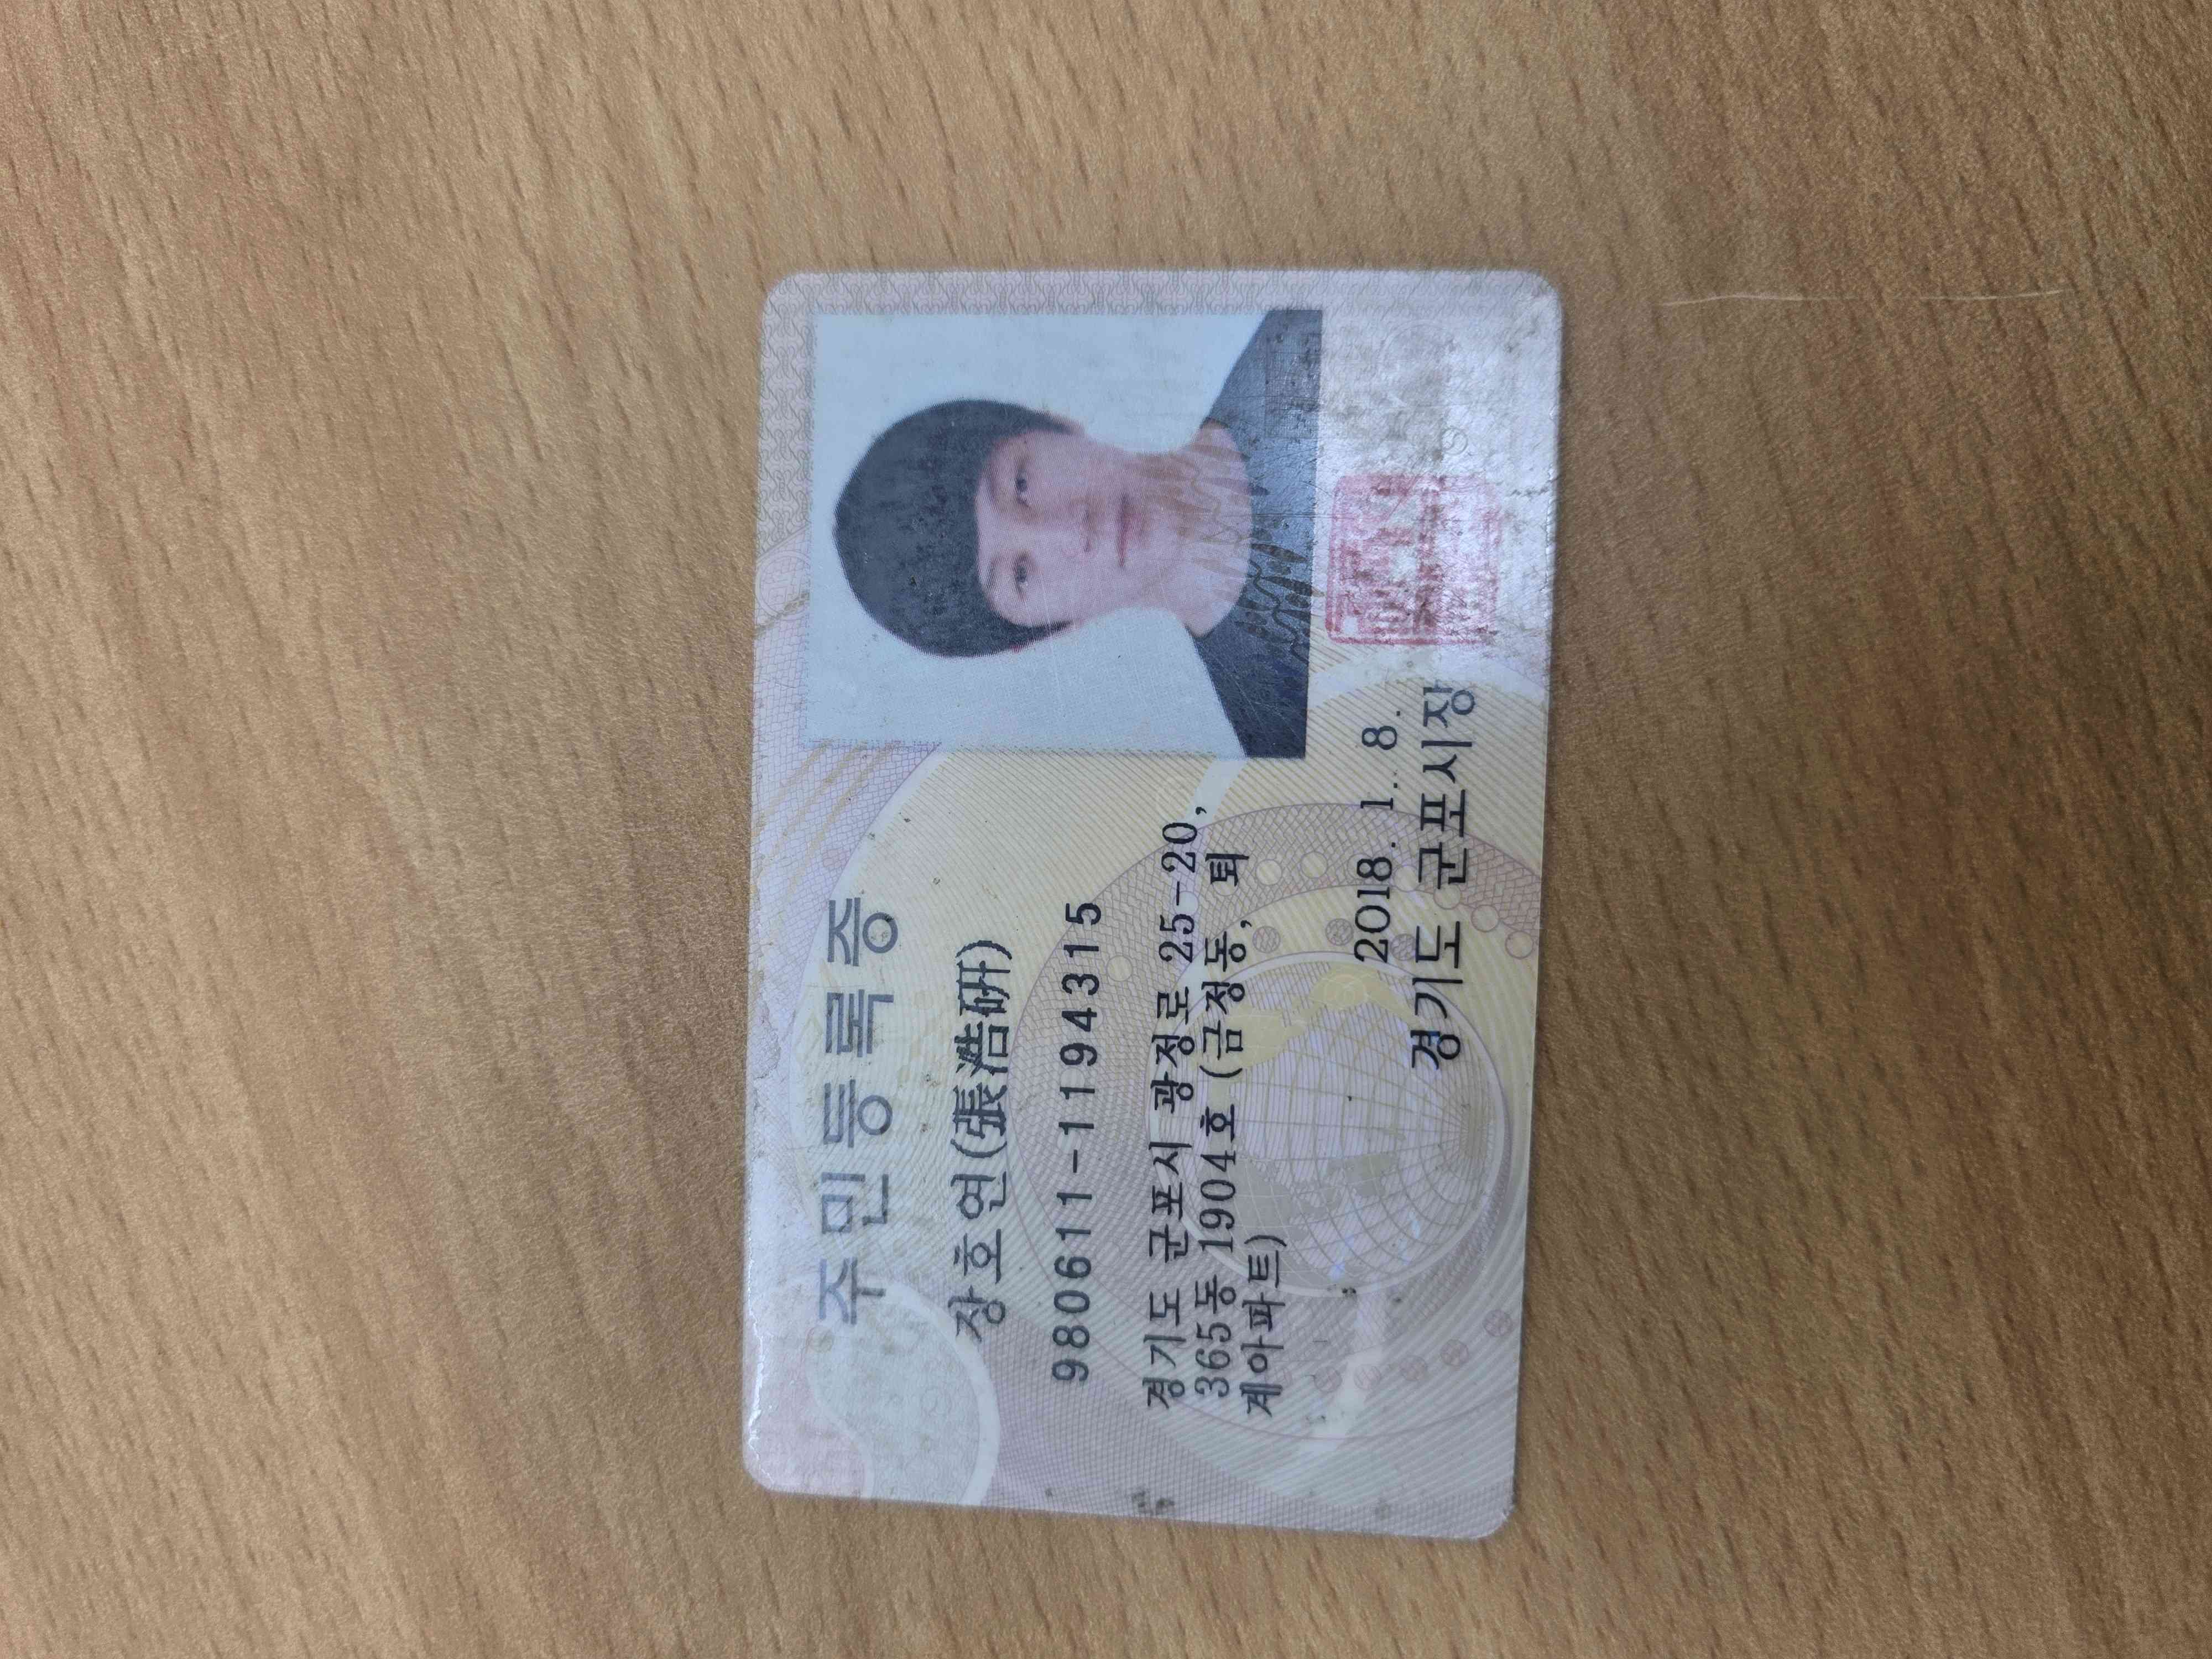 주민등록증
장호연(張浩硏)
980611-1194315
경기도 군포시 광정로 25-20,
365동 1904호 (금정동, 퇴
계아파트)
2018. 1. 8.
경기도 군포시장